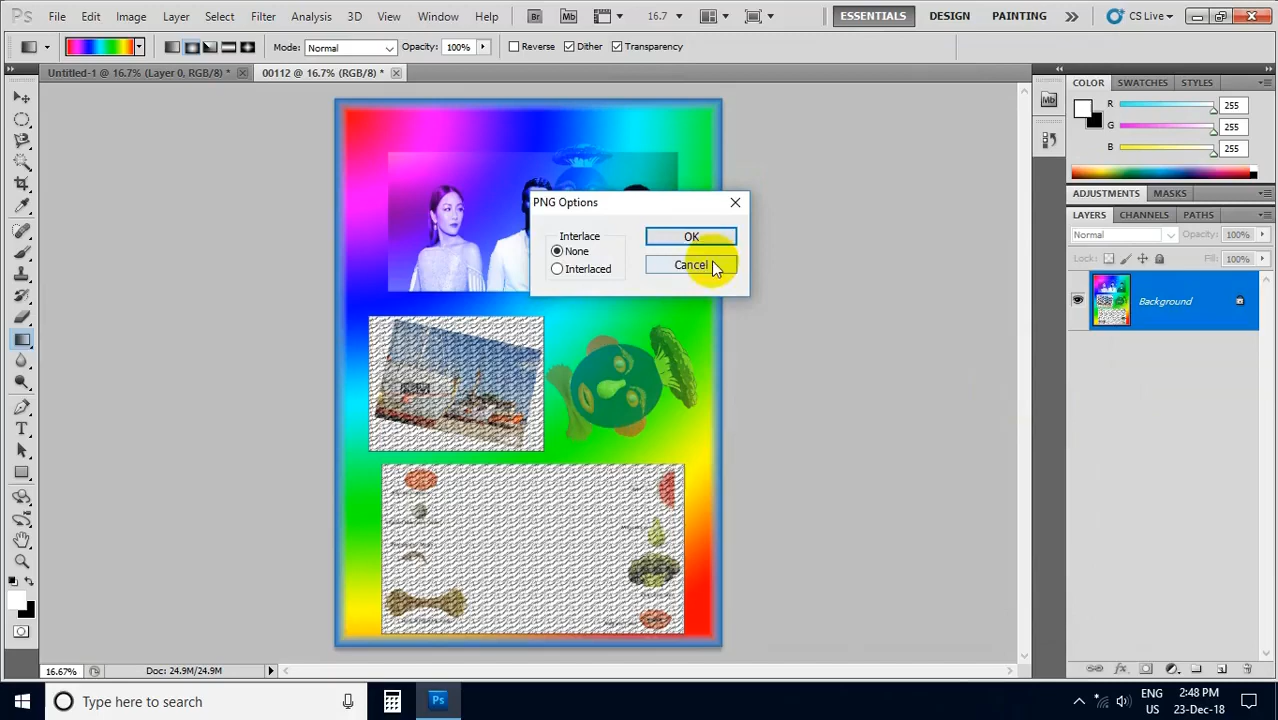 Ps File Edit Image Layer Select Filter Analysis 3D View Window Help Br Mb 16.7 ESSENTIALS DESIGN PAINTING CS Live
Mode: Normal Opacity: 100% Reverse Dither Transparency
Untitled-1 @ 16.7% (Layer 0, RGB/8) * 00112 @ 16.7% (RGB/8) *
COLOR SWATCHES STYLES
Mb
R 255
G 255
B 255
ADJUSTMENTS MASKS
LAYERS CHANNELS PATHS
Normal Opacity: 100%
Lock: Fill: 100%
Background
PNG Options
Interlace
None
Interlaced
OK
Cancel
T
16.67% Doc: 24.9M/24.9M
Type here to search
Ps
ENG
US
2:48 PM
23-Dec-18